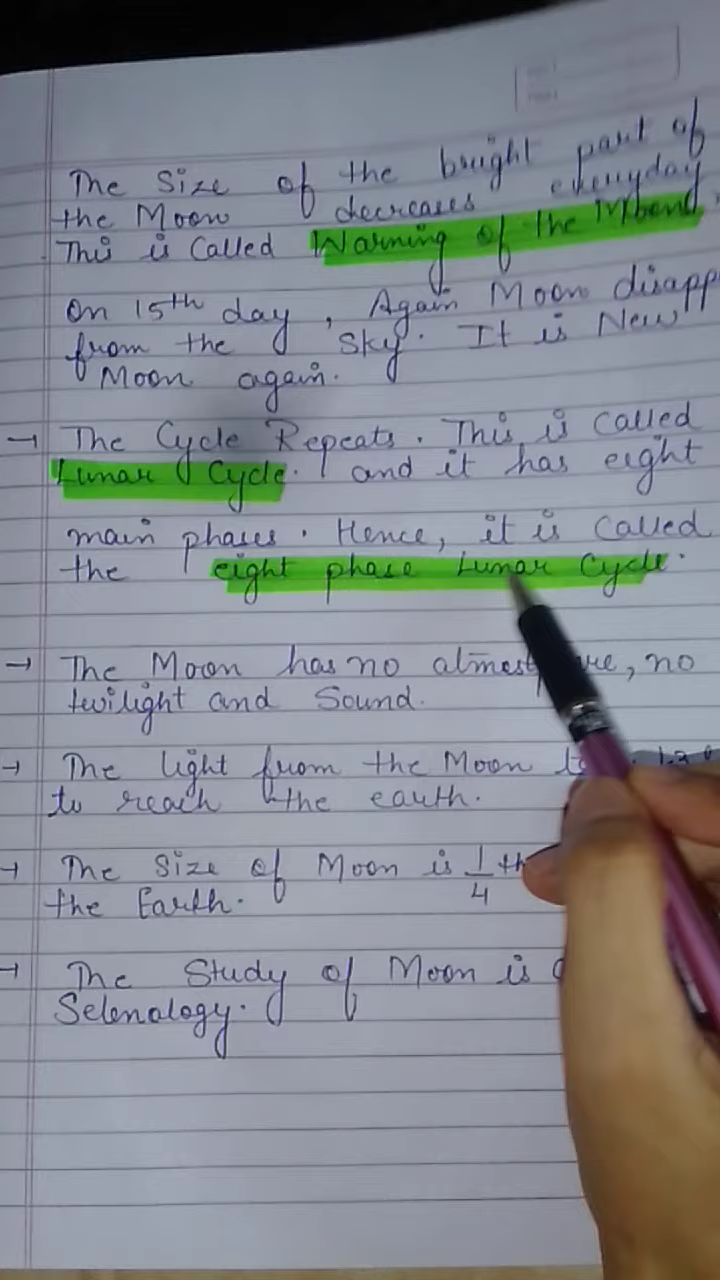 The Size of the bright part of
the Moon decreases everyday
This is Called Warning of the Moon.
On 15th day, Again Moon disapp
from the Sky. It is New
Moon again.
→ The Cycle Repeats. This is called
Lunar Cycle. and it has eight
main phases. Hence, it is called
the eight phase Lunar Cycle.
→ The Moon has no atmosphere, no
twilight and Sound.
→ The light from the Moon
to reach the earth.
→ The Size of Moon is 1/4 th
the Earth.
→ The Study of Moon is
Selenology.